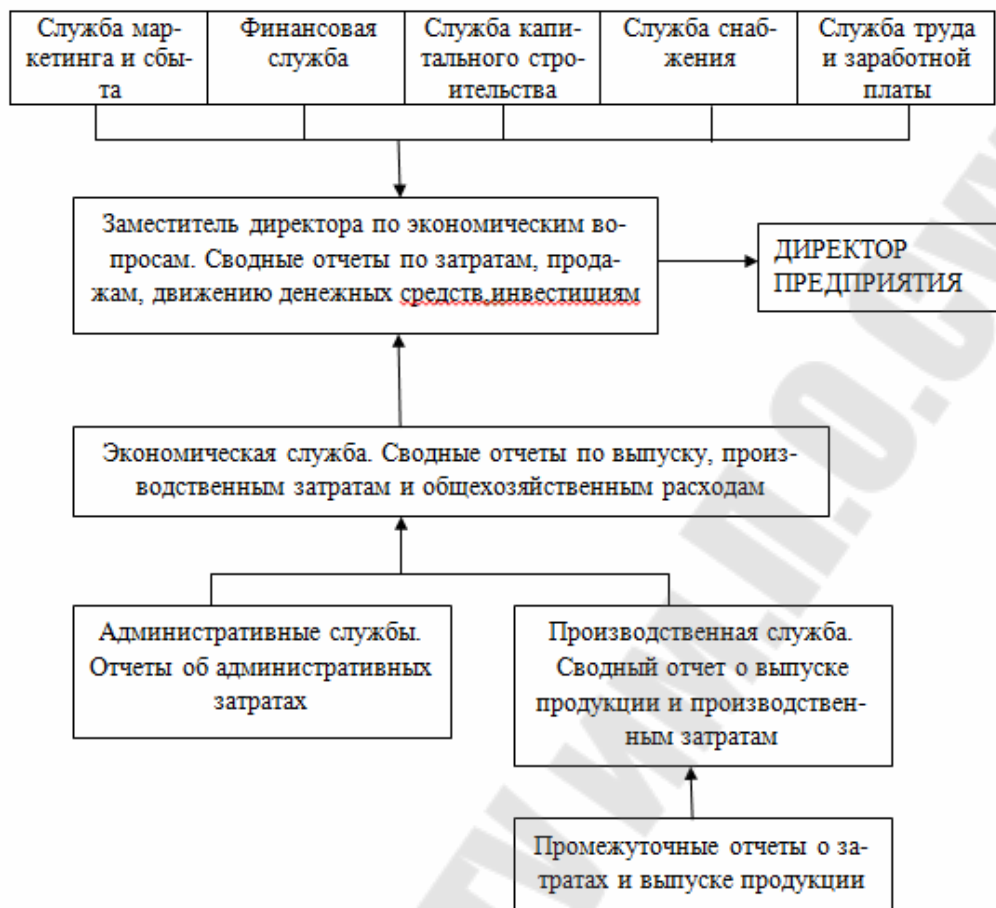 Служба мар-
кетинга и сбы-
та
Финансовая
служба
Служба капи-
тального стро-
ительства
Служба снаб-
жения
Служба труда
и заработной
платы
Заместитель директора по экономическим во-
просам. Сводные отчеты по затратам, прода-
жам, движению денежных средств,инвестициям
ДИРЕКТОР
ПРЕДПРИЯТИЯ
Экономическая служба. Сводные отчеты по выпуску, произ-
водственным затратам и общехозяйственным расходам
Административные службы.
Отчеты об административных
затратах
Производственная служба.
Сводный отчет о выпуске
продукции и производствен-
ным затратам
Промежуточные отчеты о за-
тратах и выпуске продукции